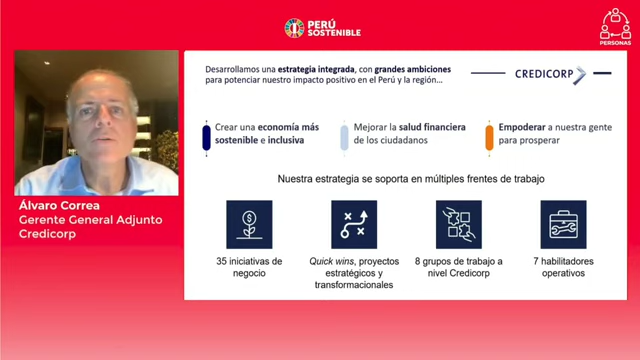 PERÚ
SOSTENIBLE
PERSONAS
Desarrollamos una estrategia integrada, con grandes ambiciones
para potenciar nuestro impacto positivo en el Perú y la región...
CREDICORP
Crear una economía más
sostenible e inclusiva
Mejorar la salud financiera
de los ciudadanos
Empoderar a nuestra gente
para prosperar
Nuestra estrategia se soporta en múltiples frentes de trabajo
35 iniciativas de
negocio
Quick wins, proyectos
estratégicos y
transformacionales
8 grupos de trabajo a
nivel Credicorp
7 habilitadores
operativos
Álvaro Correa
Gerente General Adjunto
Credicorp